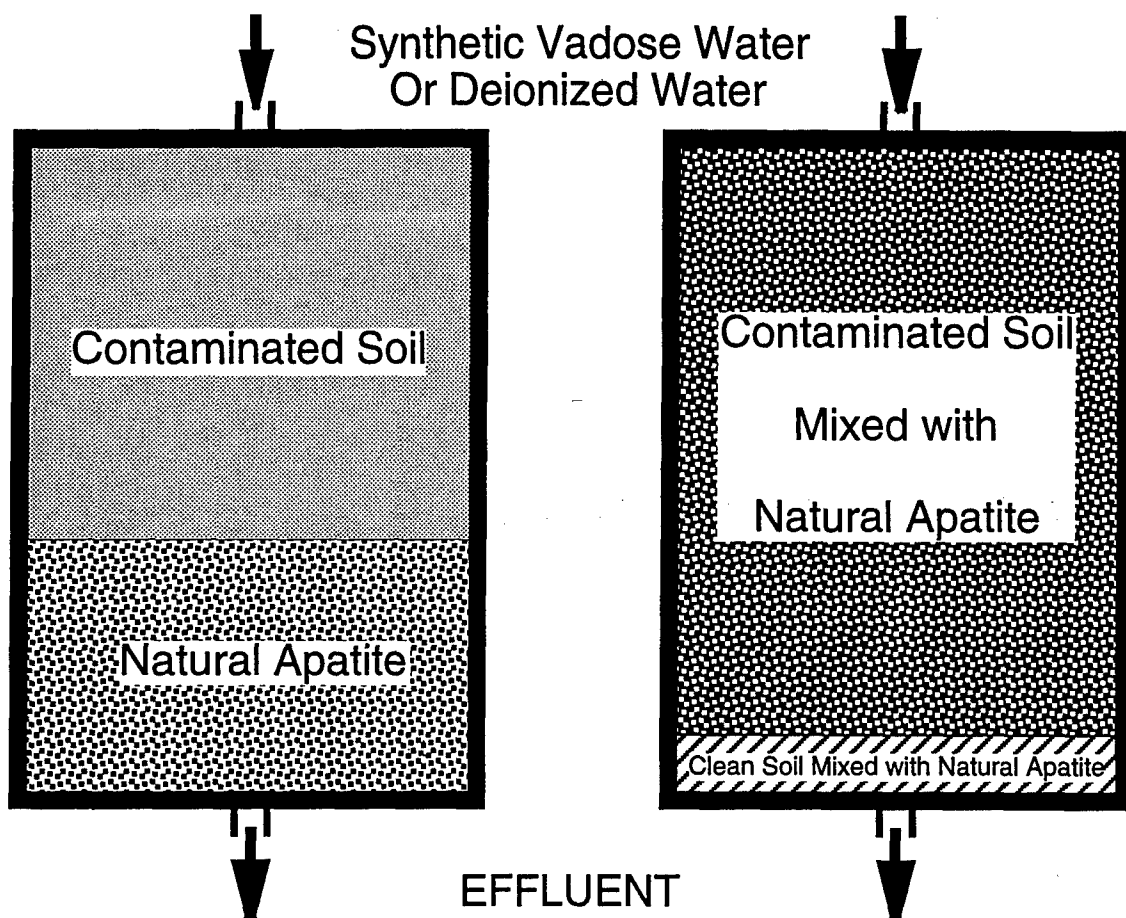 Synthetic Vadose Water
Or Deionized Water
Contaminated Soil
Natural Apatite
Contaminated Soil
Mixed with
Natural Apatite
Clean Soil Mixed with Natural Apatite
EFFLUENT